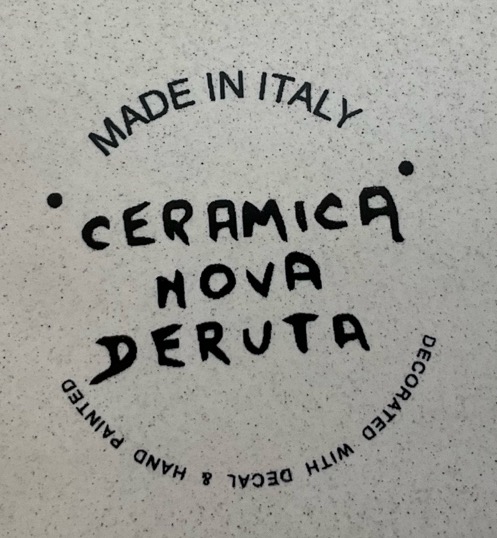 MADE IN ITALY
CERAMICA
NOVA
DERUTA
DECORATED WITH DECAL & HAND PAINTED